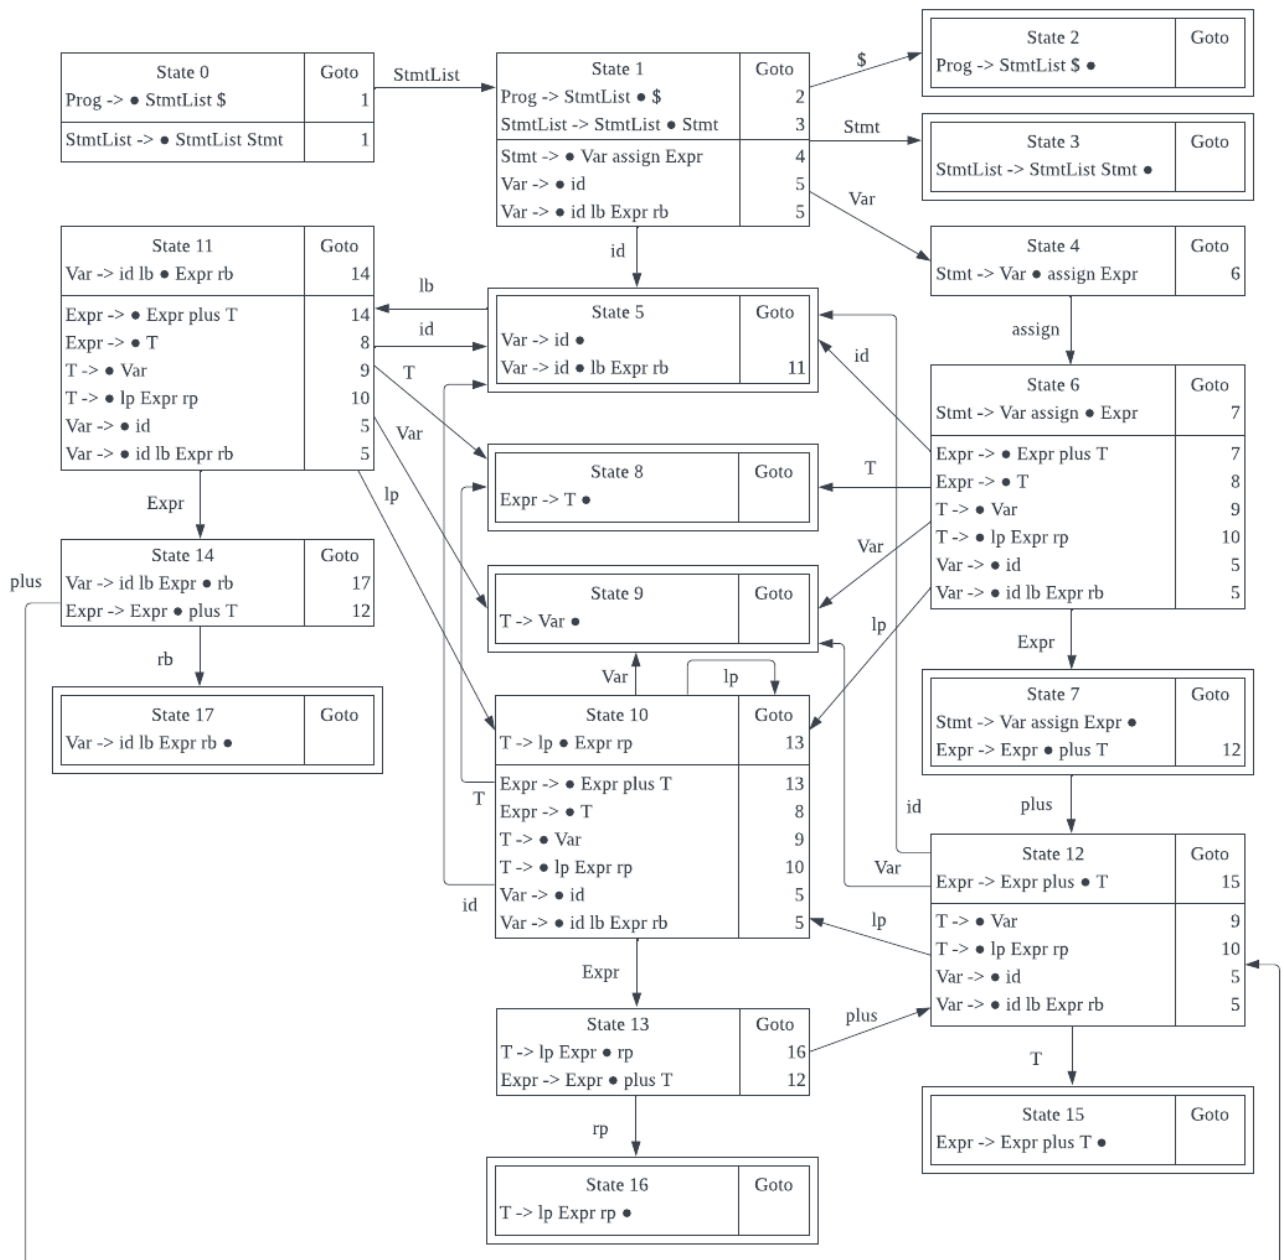 State 0 Goto
Prog -> ● StmtList $ 1
StmtList -> ● StmtList Stmt 1
StmtList
State 1 Goto
Prog -> StmtList ● $ 2
StmtList -> StmtList ● Stmt 3
Stmt -> ● Var assign Expr 4
Var -> ● id 5
Var -> ● id lb Expr rb 5
$
State 2 Goto
Prog -> StmtList $ ●
Stmt
State 3 Goto
StmtList -> StmtList Stmt ●
Var
State 4 Goto
Stmt -> Var ● assign Expr 6
id
State 11 Goto
Var -> id lb ● Expr rb 14
Expr -> ● Expr plus T 14
Expr -> ● T 8
T -> ● Var 9
T -> ● lp Expr rp 10
Var -> ● id 5
Var -> ● id lb Expr rb 5
lb
id
T
Var
lp
State 5 Goto
Var -> id ●
Var -> id ● lb Expr rb 11
assign
id
State 6 Goto
Stmt -> Var assign ● Expr 7
Expr -> ● Expr plus T 7
Expr -> ● T 8
T -> ● Var 9
T -> ● lp Expr rp 10
Var -> ● id 5
Var -> ● id lb Expr rb 5
State 8 Goto
Expr -> T ●
T
Var
lp
Expr
State 14 Goto
Var -> id lb Expr ● rb 17
Expr -> Expr ● plus T 12
plus
State 9 Goto
T -> Var ●
rb
State 17 Goto
Var -> id lb Expr rb ●
Var
lp
Expr
State 10 Goto
T -> lp ● Expr rp 13
Expr -> ● Expr plus T 13
Expr -> ● T 8
T -> ● Var 9
T -> ● lp Expr rp 10
Var -> ● id 5
Var -> ● id lb Expr rb 5
T
id
State 7 Goto
Stmt -> Var assign Expr ●
Expr -> Expr ● plus T 12
plus
id
Var
lp
State 12 Goto
Expr -> Expr plus ● T 15
T -> ● Var 9
T -> ● lp Expr rp 10
Var -> ● id 5
Var -> ● id lb Expr rb 5
Expr
State 13 Goto
T -> lp Expr ● rp 16
Expr -> Expr ● plus T 12
plus
T
State 15 Goto
Expr -> Expr plus T ●
rp
State 16 Goto
T -> lp Expr rp ●